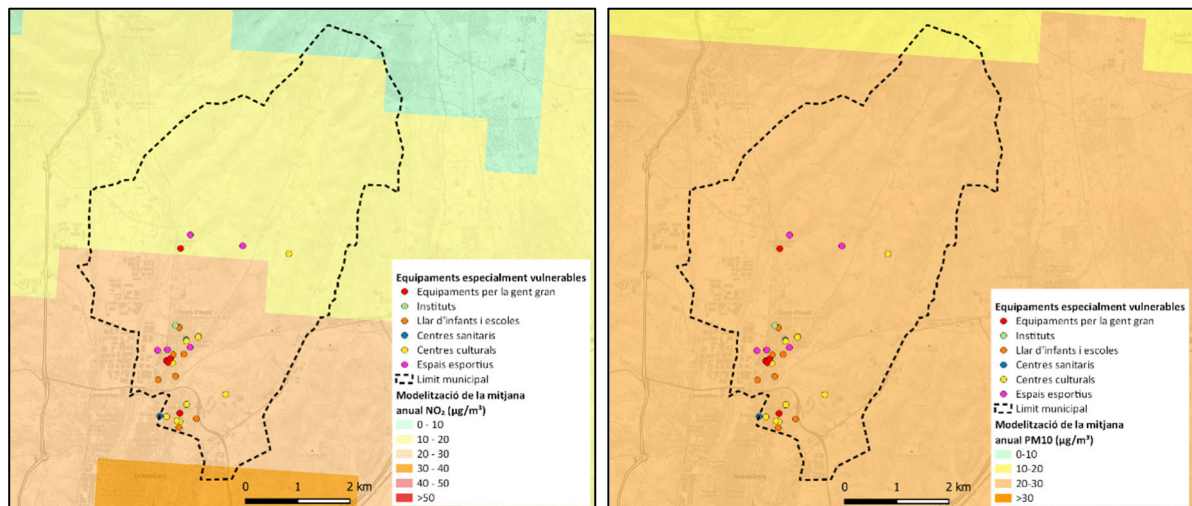 Equipaments especialment vulnerables
Equipaments per la gent gran
Instituts
Llar d'infants i escoles
Centres sanitaris
Centres culturals
Espais esportius
Límit municipal
Modelització de la mitjana
anual NO₂ (µg/m³)
0 - 10
10 - 20
20 - 30
30 - 40
40 - 50
>50
0 1 2 km
Granollers
Equipaments especialment vulnerables
Equipaments per la gent gran
Instituts
Llar d'infants i escoles
Centres sanitaris
Centres culturals
Espais esportius
Límit municipal
Modelització de la mitjana
anual PM10 (µg/m³)
0-10
10-20
20-30
>30
0 1 2 km
Granollers